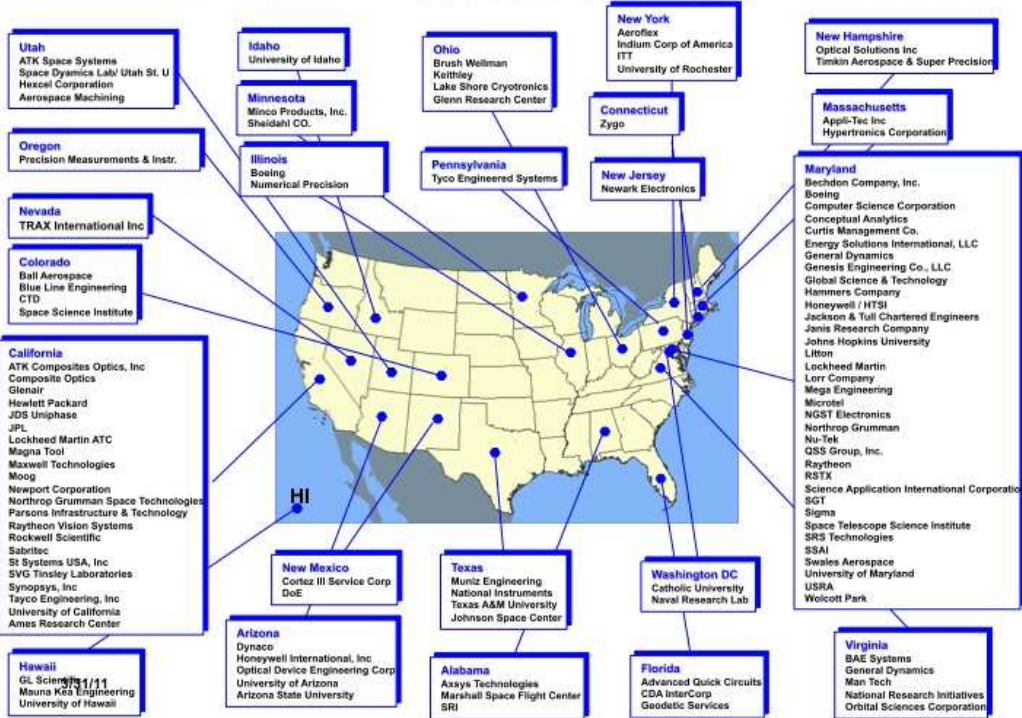 Utah
ATK Space Systems
Space Dyamics Lab/ Utah St. U
Hexcel Corporation
Aerospace Machining
Idaho
University of Idaho
Minnesota
Minco Products, Inc.
Sheidahl CO.
Ohio
Brush Wellman
Keithley
Lake Shore Cryotronics
Glenn Research Center
New York
Aeroflex
Indium Corp of America
ITT
University of Rochester
New Hampshire
Optical Solutions Inc
Timkin Aerospace & Super Precision
Connecticut
Zygo
Massachusetts
Appli-Tec Inc
Hypertronics Corporation
Oregon
Precision Measurements & Instr.
Illinois
Boeing
Numerical Precision
Pennsylvania
Tyco Engineered Systems
New Jersey
Newark Electronics
Maryland
Bechdon Company, Inc.
Boeing
Computer Science Corporation
Conceptual Analytics
Curtis Management Co.
Energy Solutions International, LLC
General Dynamics
Genesis Engineering Co., LLC
Global Science & Technology
Hammers Company
Honeywell / HTSI
Jackson & Tull Chartered Engineers
Janis Research Company
Johns Hopkins University
Litton
Lockheed Martin
Lorr Company
Mega Engineering
Microtel
NGST Electronics
Northrop Grumman
Nu-Tek
QSS Group, Inc.
Raytheon
RSTX
Science Application International Corporatio
SGT
Sigma
Space Telescope Science Institute
SRS Technologies
SSAI
Swales Aerospace
University of Maryland
USRA
Wolcott Park
Nevada
TRAX International Inc
Colorado
Ball Aerospace
Blue Line Engineering
CTD
Space Science Institute
California
ATK Composites Optics, Inc
Composite Optics
Glenair
Hewlett Packard
JDS Uniphase
JPL
Lockheed Martin ATC
Magna Tool
Maxwell Technologies
Moog
Newport Corporation
Northrop Grumman Space Technologies
Parsons Infrastructure & Technology
Raytheon Vision Systems
Rockwell Scientific
Sabritec
St Systems USA, Inc
SVG Tinsley Laboratories
Synopsys, Inc
Tayco Engineering, Inc
University of California
Ames Research Center
HI
New Mexico
Cortez III Service Corp
DoE
Texas
Muniz Engineering
National Instruments
Texas A&M University
Johnson Space Center
Washington DC
Catholic University
Naval Research Lab
Arizona
Dynaco
Honeywell International, Inc
Optical Device Engineering Corp
University of Arizona
Arizona State University
Alabama
Axsys Technologies
Marshall Space Flight Center
SRI
Florida
Advanced Quick Circuits
CDA InterCorp
Geodetic Services
Virginia
BAE Systems
General Dynamics
Man Tech
National Research Initiatives
Orbital Sciences Corporation
Hawaii
GL
3/31/11
Mauna Kea Engineering
University of Hawaii